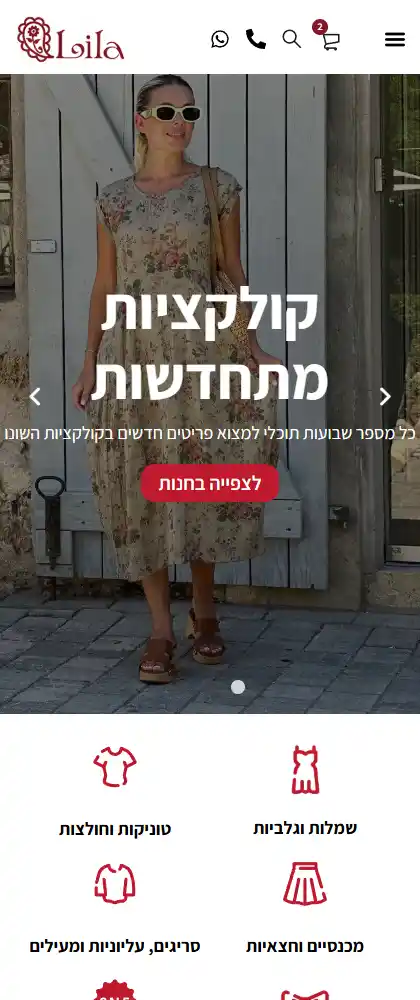 Lila
2
קולקציות
מתחדשות
כל מספר שבועות תוכלי למצוא פריטים חדשים בקולקציות השונו
לצפייה בחנות
שמלות וגלביות
טוניקות וחולצות
מכנסיים וחצאיות
סריגים, עליוניות ומעילים
SALE